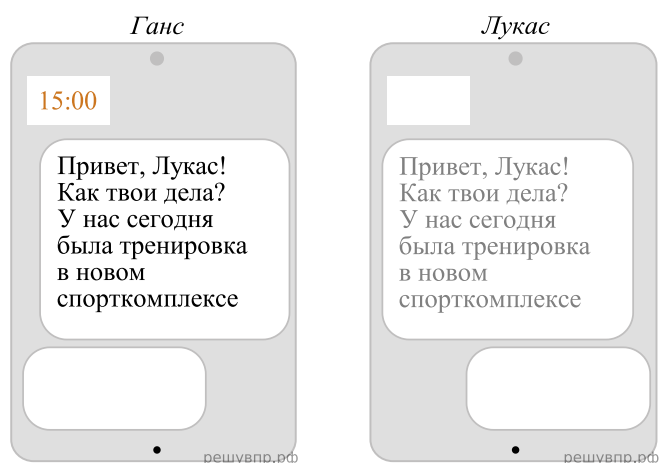 Ганс
15:00
Привет, Лукас!
Как твои дела?
У нас сегодня
была тренировка
в новом
спорткомплексе
решувпр.рф
Лукас
Привет, Лукас!
Как твои дела?
У нас сегодня
была тренировка
в новом
спорткомплексе
решувпр.рф